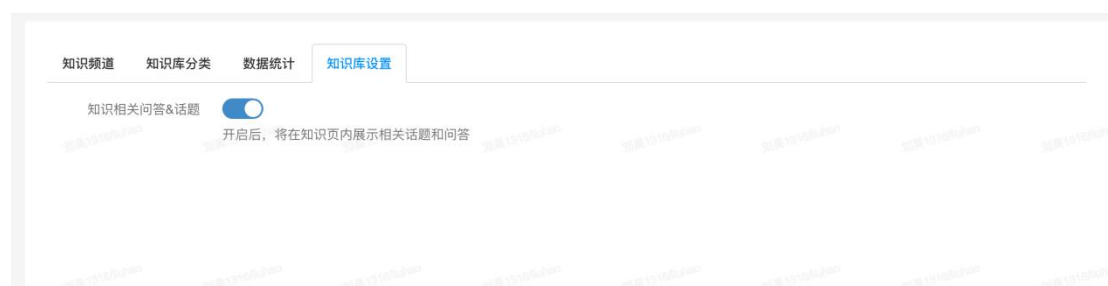 知识频道 知识库分类 数据统计 知识库设置
知识相关问答&话题
开启后，将在知识页内展示相关话题和问答